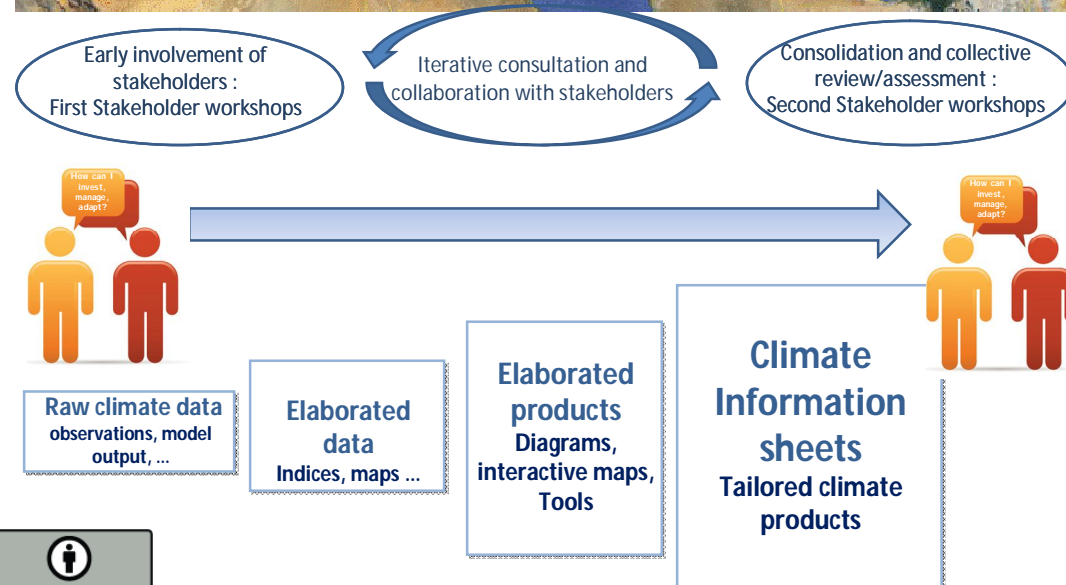 Early involvement of
stakeholders :
First Stakeholder workshops
Iterative consultation and
collaboration with stakeholders
Consolidation and collective
review/assessment :
Second Stakeholder workshops
How can I
invest,
manage,
adapt?
How can I
invest,
manage,
adapt?
Raw climate data
observations, model
output, ...
Elaborated
data
Indices, maps ...
Elaborated
products
Diagrams,
interactive maps,
Tools
Climate
Information
sheets
Tailored climate
products